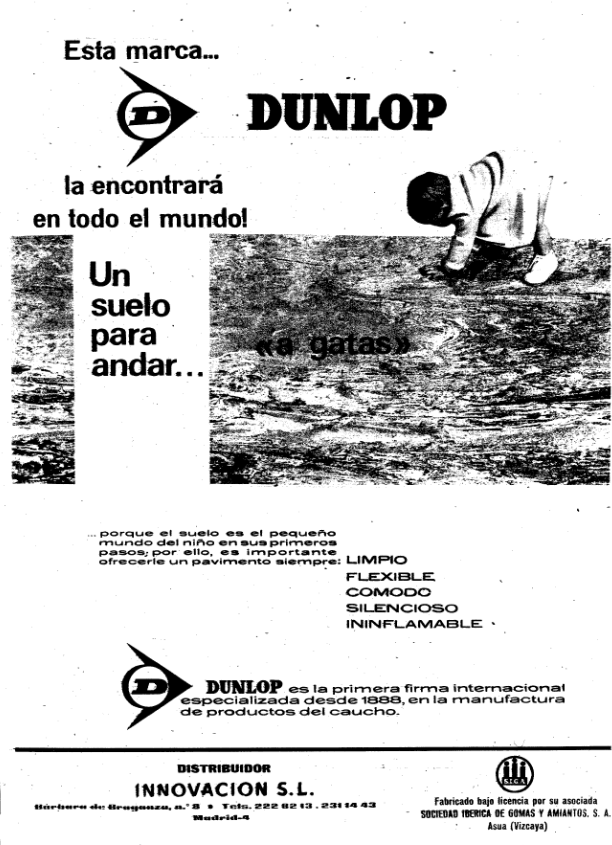 Esta marca...
D
DUNLOP
la encontrará
en todo el mundo!
Un
suelo
para
andar...
«a gatas»
... porque el suelo es el pequeño
mundo del niño en sus primeros
pasos; por ello, es importante
ofrecerle un pavimento siempre:
LIMPIO
FLEXIBLE
COMODO
SILENCIOSO
ININFLAMABLE
D
DUNLOP es la primera firma internacional
especializada desde 1888, en la manufactura
de productos del caucho.
DISTRIBUIDOR
INNOVACION S.L.
Bárbara de Braganza, n.º 8 • Tels. 222 82 13 . 231 14 43
Madrid-4
SIGA
Fabricado bajo licencia por su asociada
SOCIEDAD IBERICA DE GOMAS Y AMIANTOS, S. A.
Asua (Vizcaya)